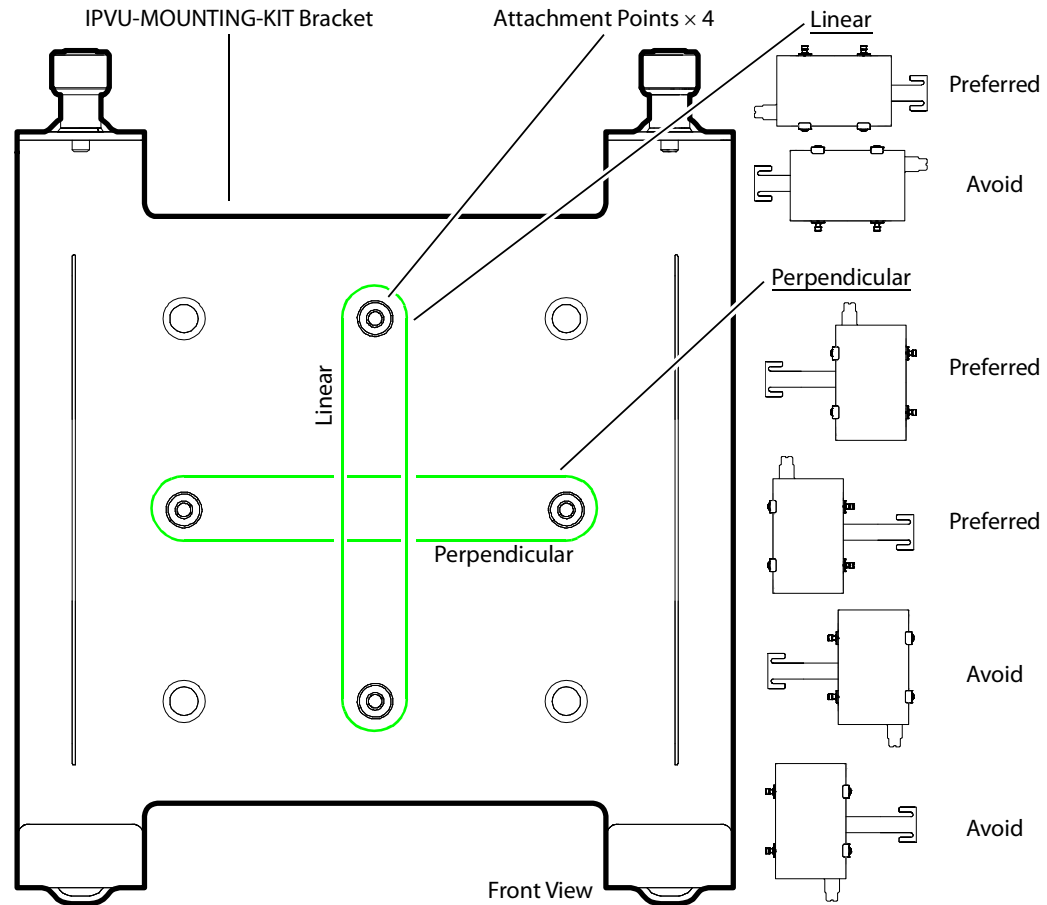 IPVU-MOUNTING-KIT Bracket
Attachment Points × 4
Linear
Preferred
Avoid
Perpendicular
Preferred
Linear
Preferred
Perpendicular
Avoid
Avoid
Front View